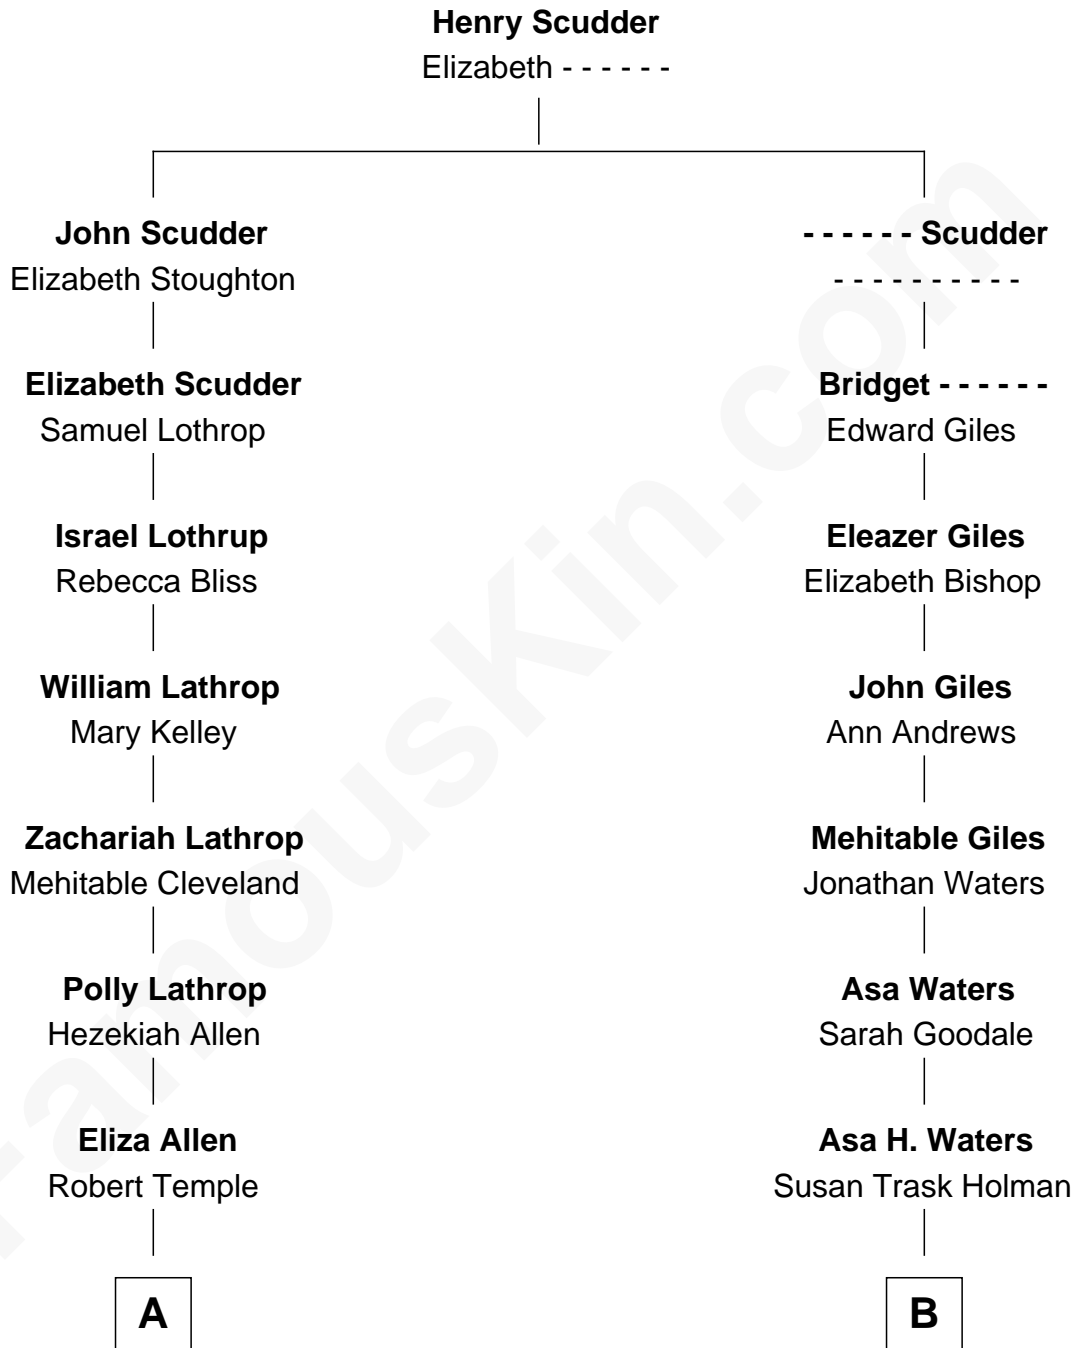 Henry Scudder
Elizabeth - - - - - -
John Scudder
Elizabeth Stoughton
Elizabeth Scudder
Samuel Lothrop
Israel Lothrup
Rebecca Bliss
William Lathrop
Mary Kelley
Zachariah Lathrop
Mehitable Cleveland
Polly Lathrop
Hezekiah Allen
Eliza Allen
Robert Temple
A
- - - - - - Scudder
- - - - - - - - - -
Bridget - - - - - -
Edward Giles
Eleazer Giles
Elizabeth Bishop
John Giles
Ann Andrews
Mehitable Giles
Jonathan Waters
Asa Waters
Sarah Goodale
Asa H. Waters
Susan Trask Holman
B
FamousKin.com